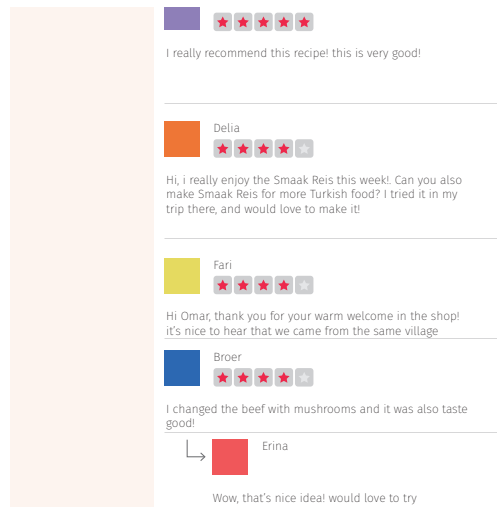 I really recommend this recipe! this is very good!
Delia
Hi, i really enjoy the Smaak Reis this week!. Can you also
make Smaak Reis for more Turkish food? I tried it in my
trip there, and would love to make it!
Fari
Hi Omar, thank you for your warm welcome in the shop!
it’s nice to hear that we came from the same village
Broer
I changed the beef with mushrooms and it was also taste
good!
Erina
Wow, that’s nice idea! would love to try